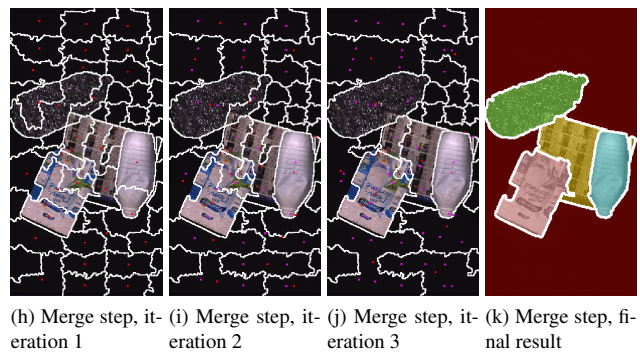 (h) Merge step, it-
eration 1
(i) Merge step, it-
eration 2
(j) Merge step, it-
eration 3
(k) Merge step, fi-
nal result